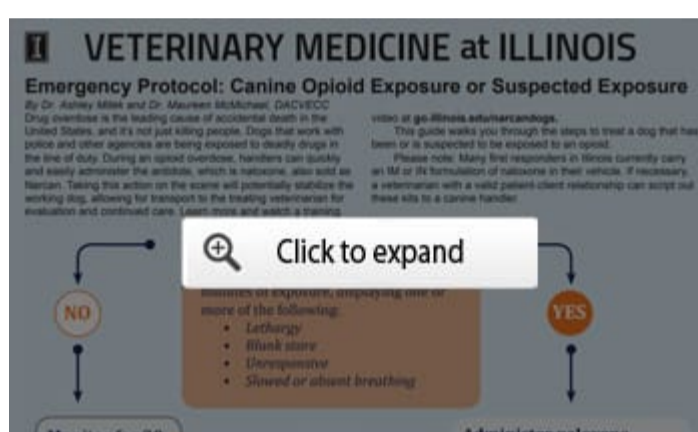 I VETERINARY MEDICINE at ILLINOIS
Emergency Protocol: Canine Opioid Exposure or Suspected Exposure
By Dr. Ashley Mitek and Dr. Maureen McMichael, DACVECC
Drug overdose is the leading cause of accidental death in the
United States, and it's not just killing people. Dogs that work with
police and other agencies are being exposed to deadly drugs in
the line of duty. During an opioid overdose, handlers can quickly
and easily administer the antidote, which is naloxone, also sold as
Narcan. Taking this action on the scene will potentially stabilize the
working dog, allowing for transport to the treating veterinarian for
evaluation and continued care. Learn more and watch a training
video at go.illinois.edu/narcandogs.
This guide walks you through the steps to treat a dog that has
been or is suspected to be exposed to an opioid.
Please note: Many first responders in Illinois currently carry
an IM or IN formulation of naloxone in their vehicle. If necessary,
a veterinarian with a valid patient-client relationship can script out
these kits to a canine handler.
Click to expand
minutes of exposure, displaying one or
more of the following:
• Lethargy
• Blank stare
• Unresponsive
• Slowed or absent breathing
NO
YES
Administer naloxone